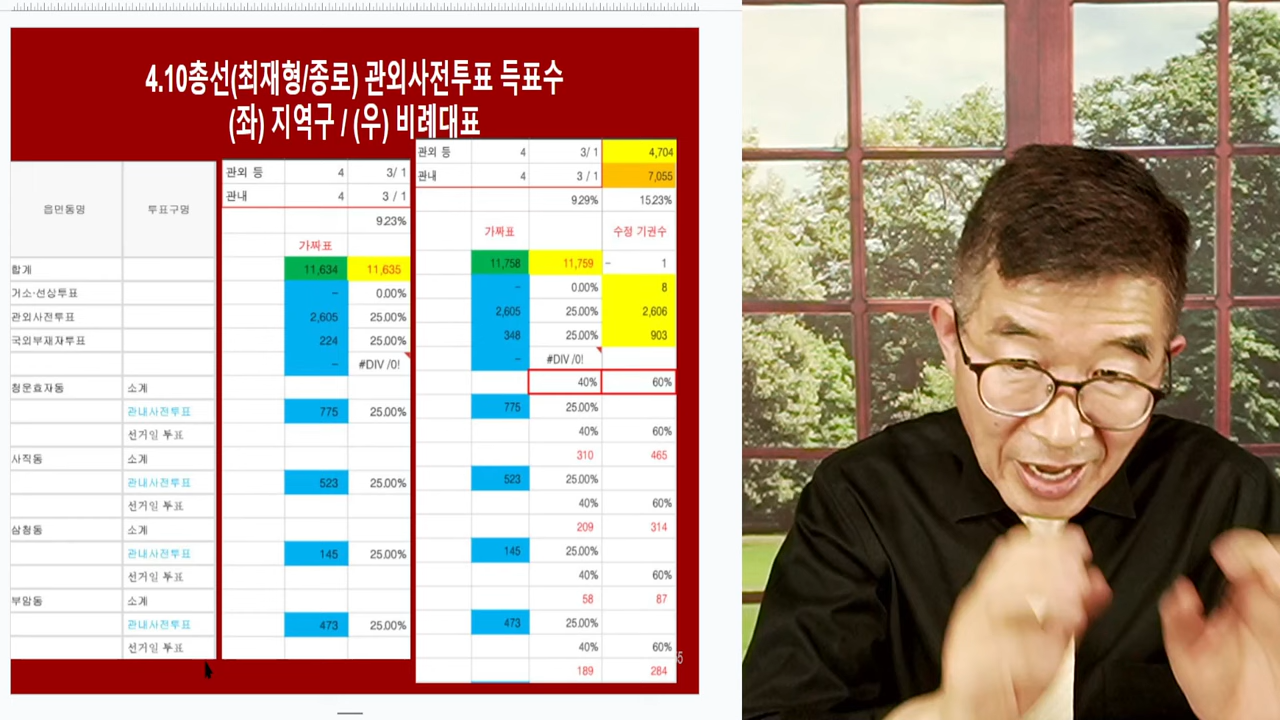 4.10총선(최재형/종로) 관외사전투표 득표수
(좌) 지역구 / (우) 비례대표
읍면동명 투표구명
합계
거소·선상투표
관외사전투표
국외부재자투표
청운효자동 소계
관내사전투표
선거일 투표
사직동 소계
관내사전투표
선거일 투표
삼청동 소계
관내사전투표
선거일 투표
부암동 소계
관내사전투표
선거일 투표
관외 등 4 3/ 1
관내 4 3 / 1
9.23%
가짜표
11,634 11,635
– 0.00%
2,605 25.00%
224 25.00%
– #DIV /0!
775 25.00%
523 25.00%
145 25.00%
473 25.00%
관외 등 4 3/ 1 4,704
관내 4 3 / 1 7,055
9.29% 15.23%
가짜표 수정 기권수
11,758 11,759 – 1
– 0.00% 8
2,605 25.00% 2,606
348 25.00% 903
– #DIV /0!
40% 60%
775 25.00%
40% 60%
310 465
523 25.00%
40% 60%
209 314
145 25.00%
40% 60%
58 87
473 25.00%
40% 60%
189 284